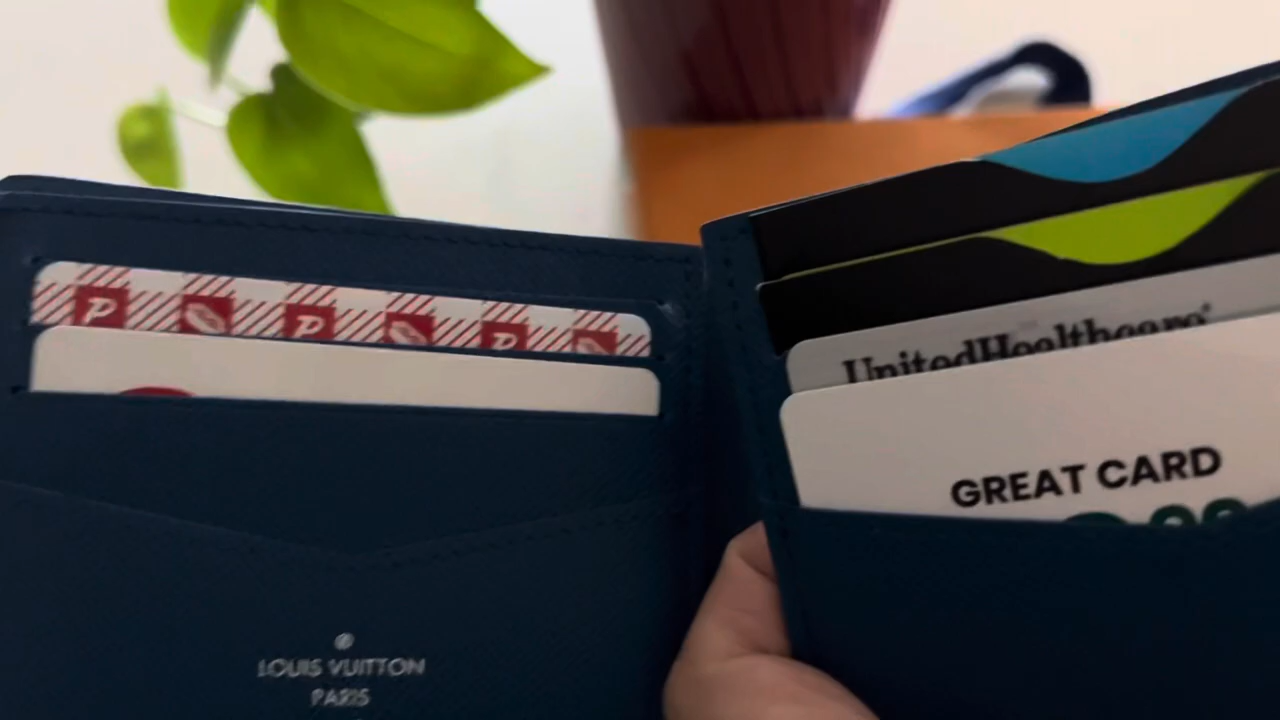 P P P
LOUIS VUITTON
PARIS
UnitedHealthcare®
GREAT CARD